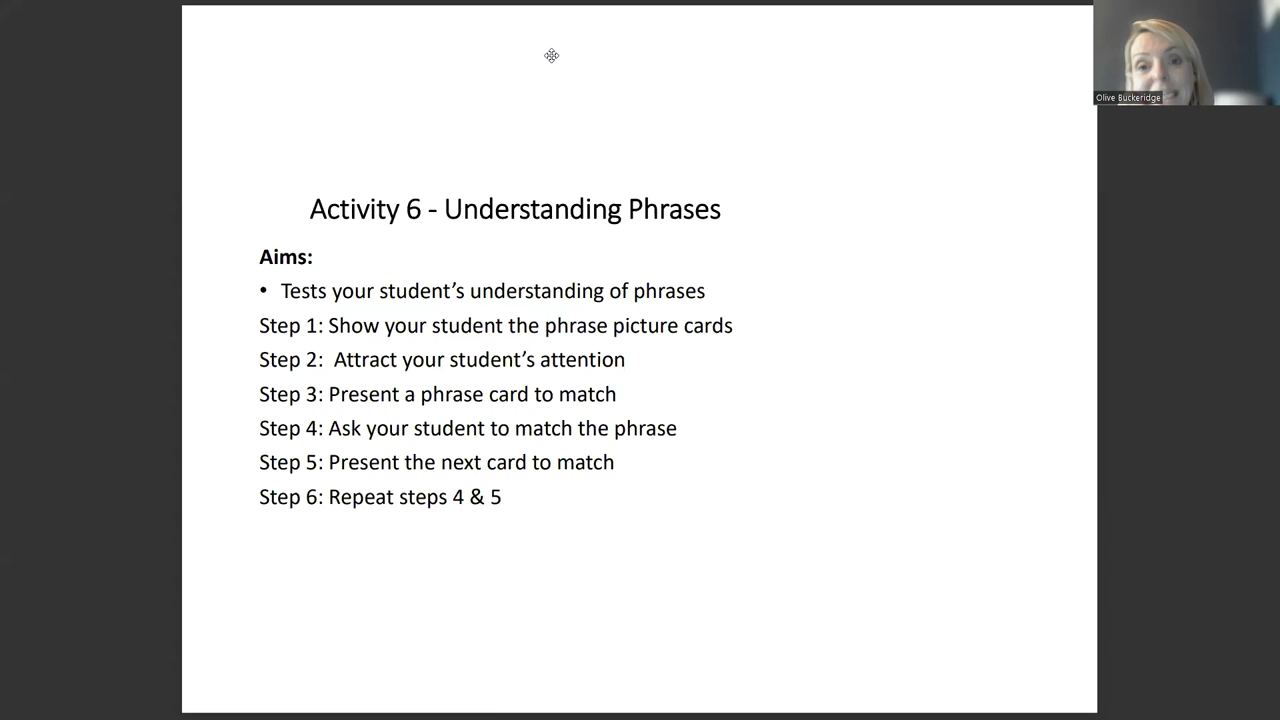 Olive Buckeridge
Activity 6 - Understanding Phrases
Aims:
• Tests your student’s understanding of phrases
Step 1: Show your student the phrase picture cards
Step 2:  Attract your student’s attention
Step 3: Present a phrase card to match
Step 4: Ask your student to match the phrase
Step 5: Present the next card to match
Step 6: Repeat steps 4 & 5